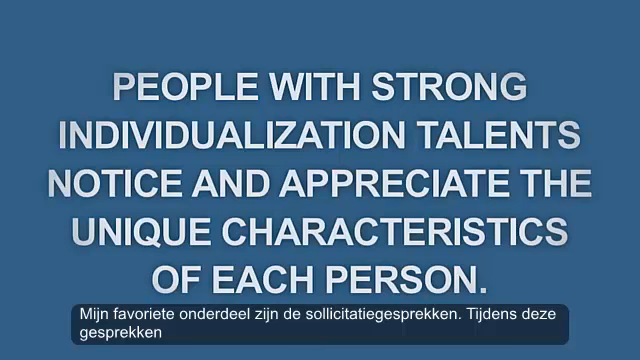 PEOPLE WITH STRONG
INDIVIDUALIZATION TALENTS
NOTICE AND APPRECIATE THE
UNIQUE CHARACTERISTICS
OF EACH PERSON.
Mijn favoriete onderdeel zijn de sollicitatiegesprekken. Tijdens deze
gesprekken